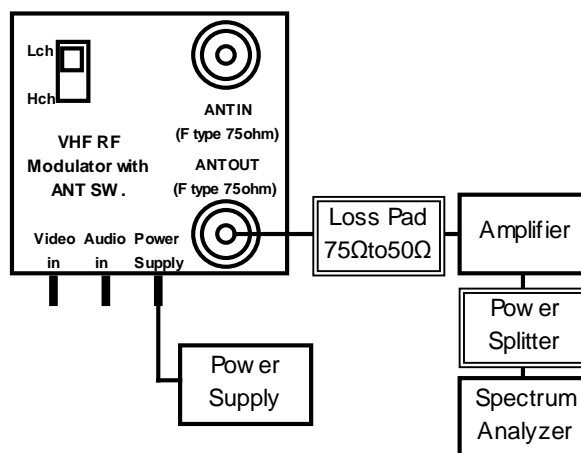 Lch
Hch
ANT IN
(F type 75ohm)
VHF RF
Modulator with
ANT SW.
ANT OUT
(F type 75ohm)
Video
in
Audio
in
Power
Supply
Loss Pad
75Ωto50Ω
Amplifier
Power
Splitter
Spectrum
Analyzer
Power
Supply